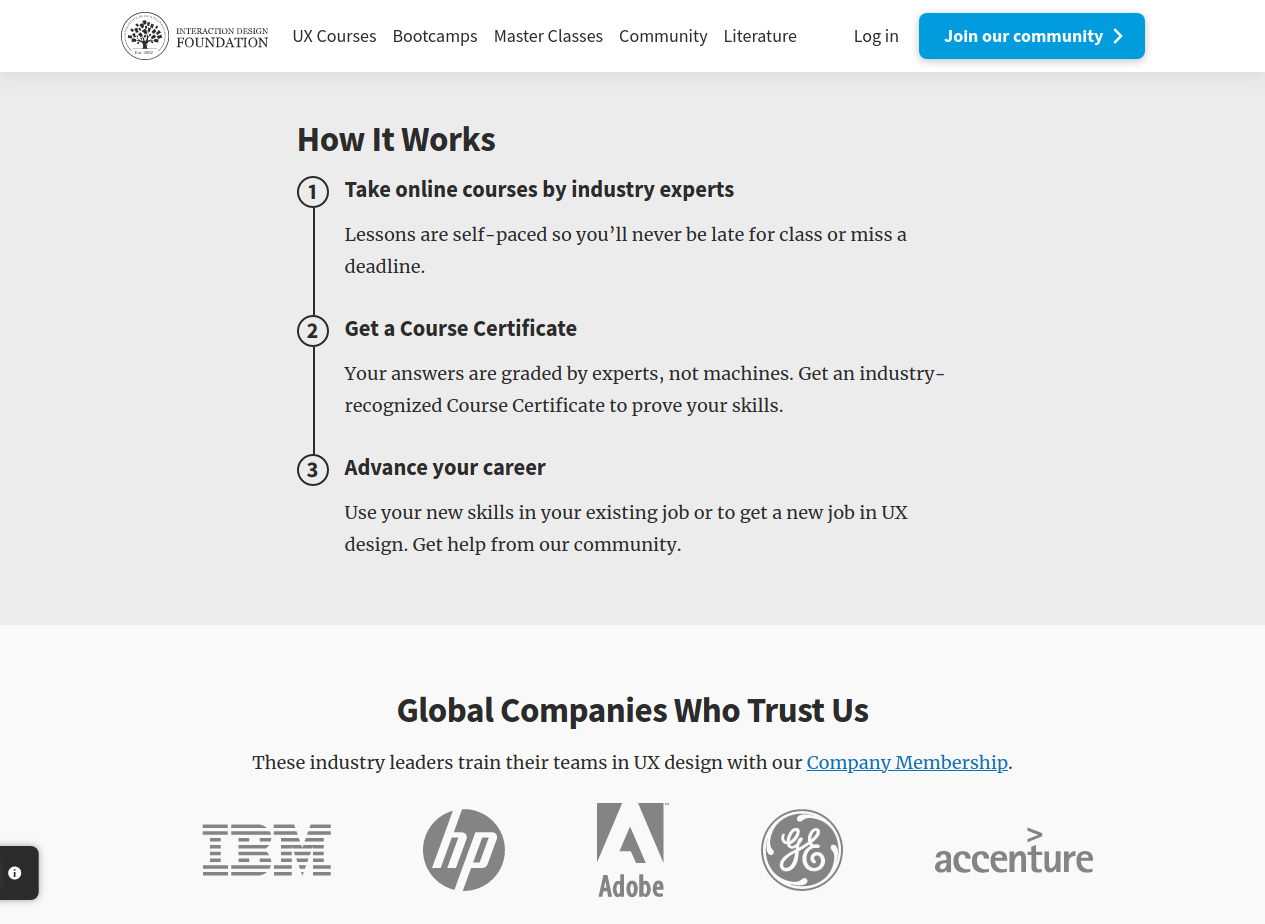 INTERACTION DESIGN
FOUNDATION
UX Courses Bootcamps Master Classes Community Literature Log in Join our community
How It Works
1 Take online courses by industry experts
Lessons are self-paced so you’ll never be late for class or miss a
deadline.
2 Get a Course Certificate
Your answers are graded by experts, not machines. Get an industry-
recognized Course Certificate to prove your skills.
3 Advance your career
Use your new skills in your existing job or to get a new job in UX
design. Get help from our community.
Global Companies Who Trust Us
These industry leaders train their teams in UX design with our Company Membership.
IBM hp Adobe GE accenture